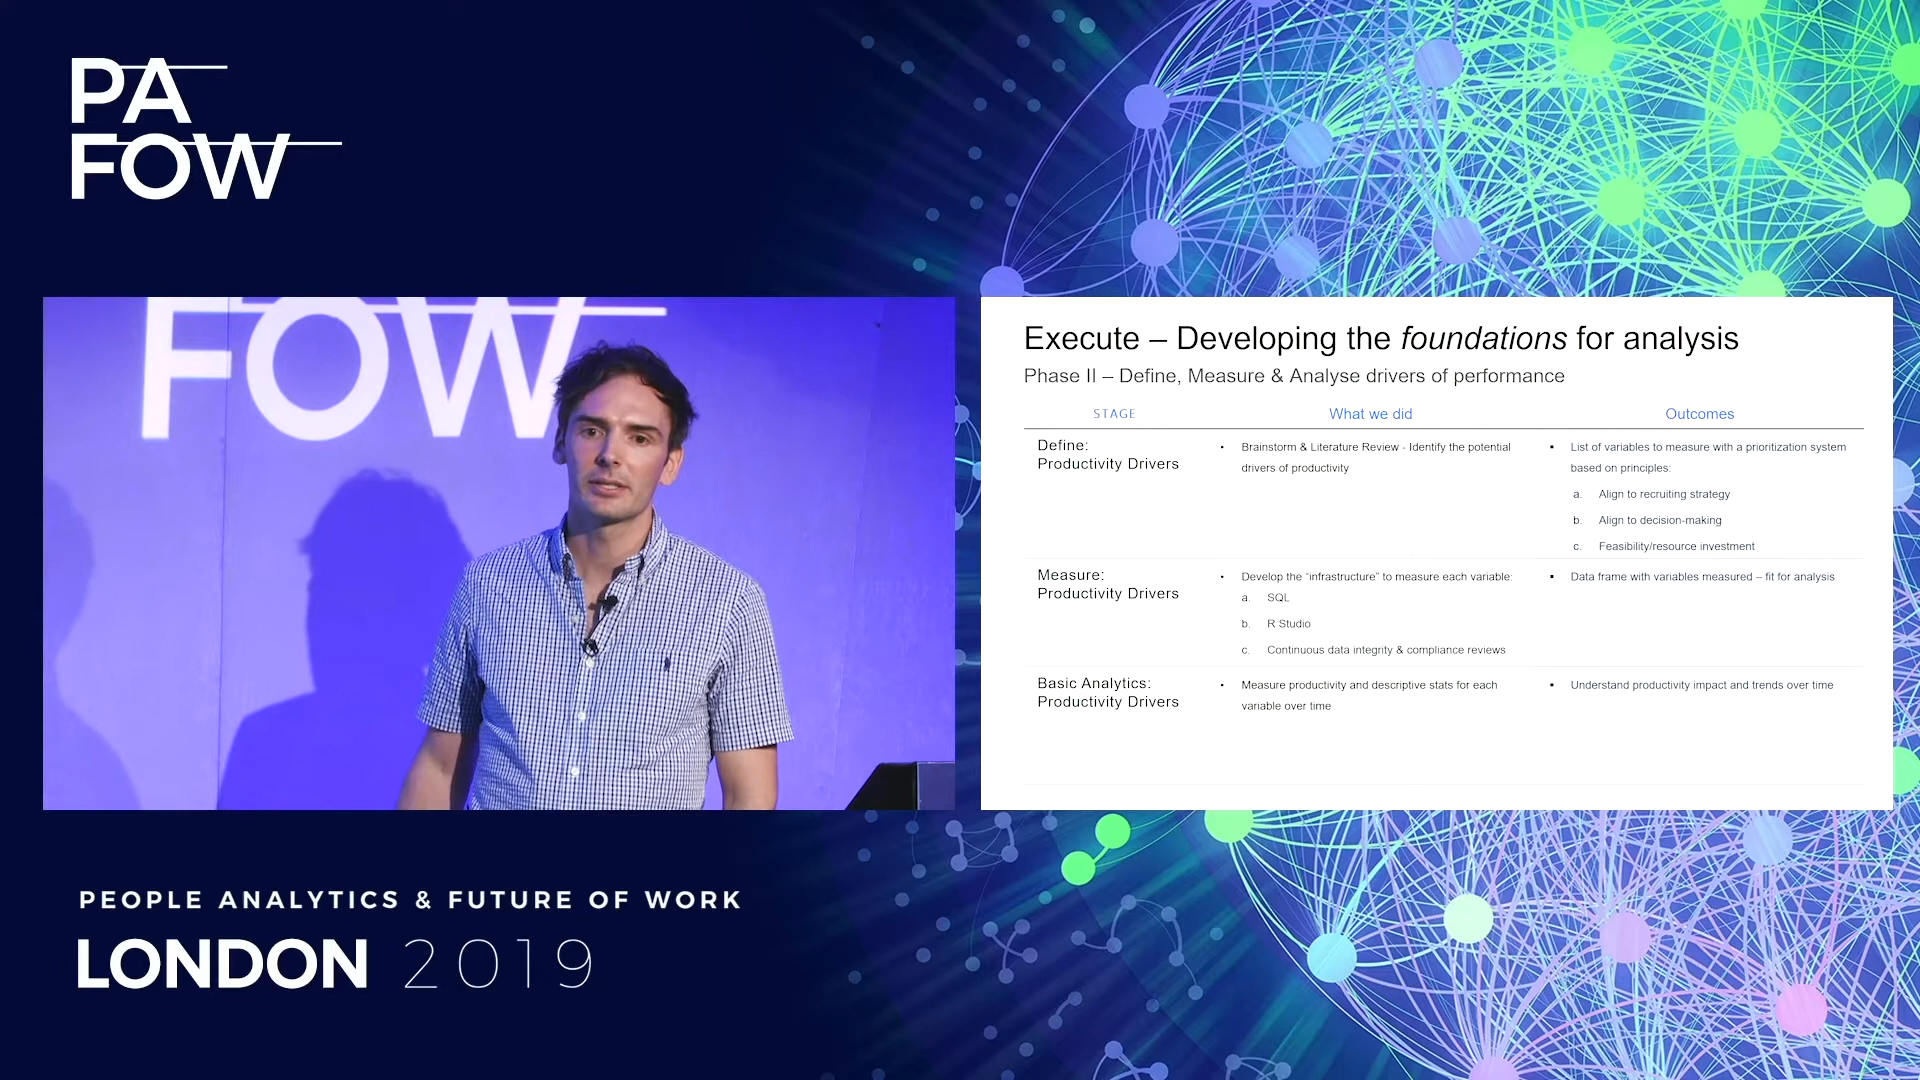 PA
FOW
FOW
Execute – Developing the foundations for analysis
Phase II – Define, Measure & Analyse drivers of performance
STAGE What we did Outcomes
Define:
Productivity Drivers
• Brainstorm & Literature Review - Identify the potential
drivers of productivity
▪ List of variables to measure with a prioritization system
based on principles:
a. Align to recruiting strategy
b. Align to decision-making
c. Feasibility/resource investment
Measure:
Productivity Drivers
• Develop the “infrastructure” to measure each variable:
a. SQL
b. R Studio
c. Continuous data integrity & compliance reviews
▪ Data frame with variables measured – fit for analysis
Basic Analytics:
Productivity Drivers
• Measure productivity and descriptive stats for each
variable over time
▪ Understand productivity impact and trends over time
PEOPLE ANALYTICS & FUTURE OF WORK
LONDON 2019